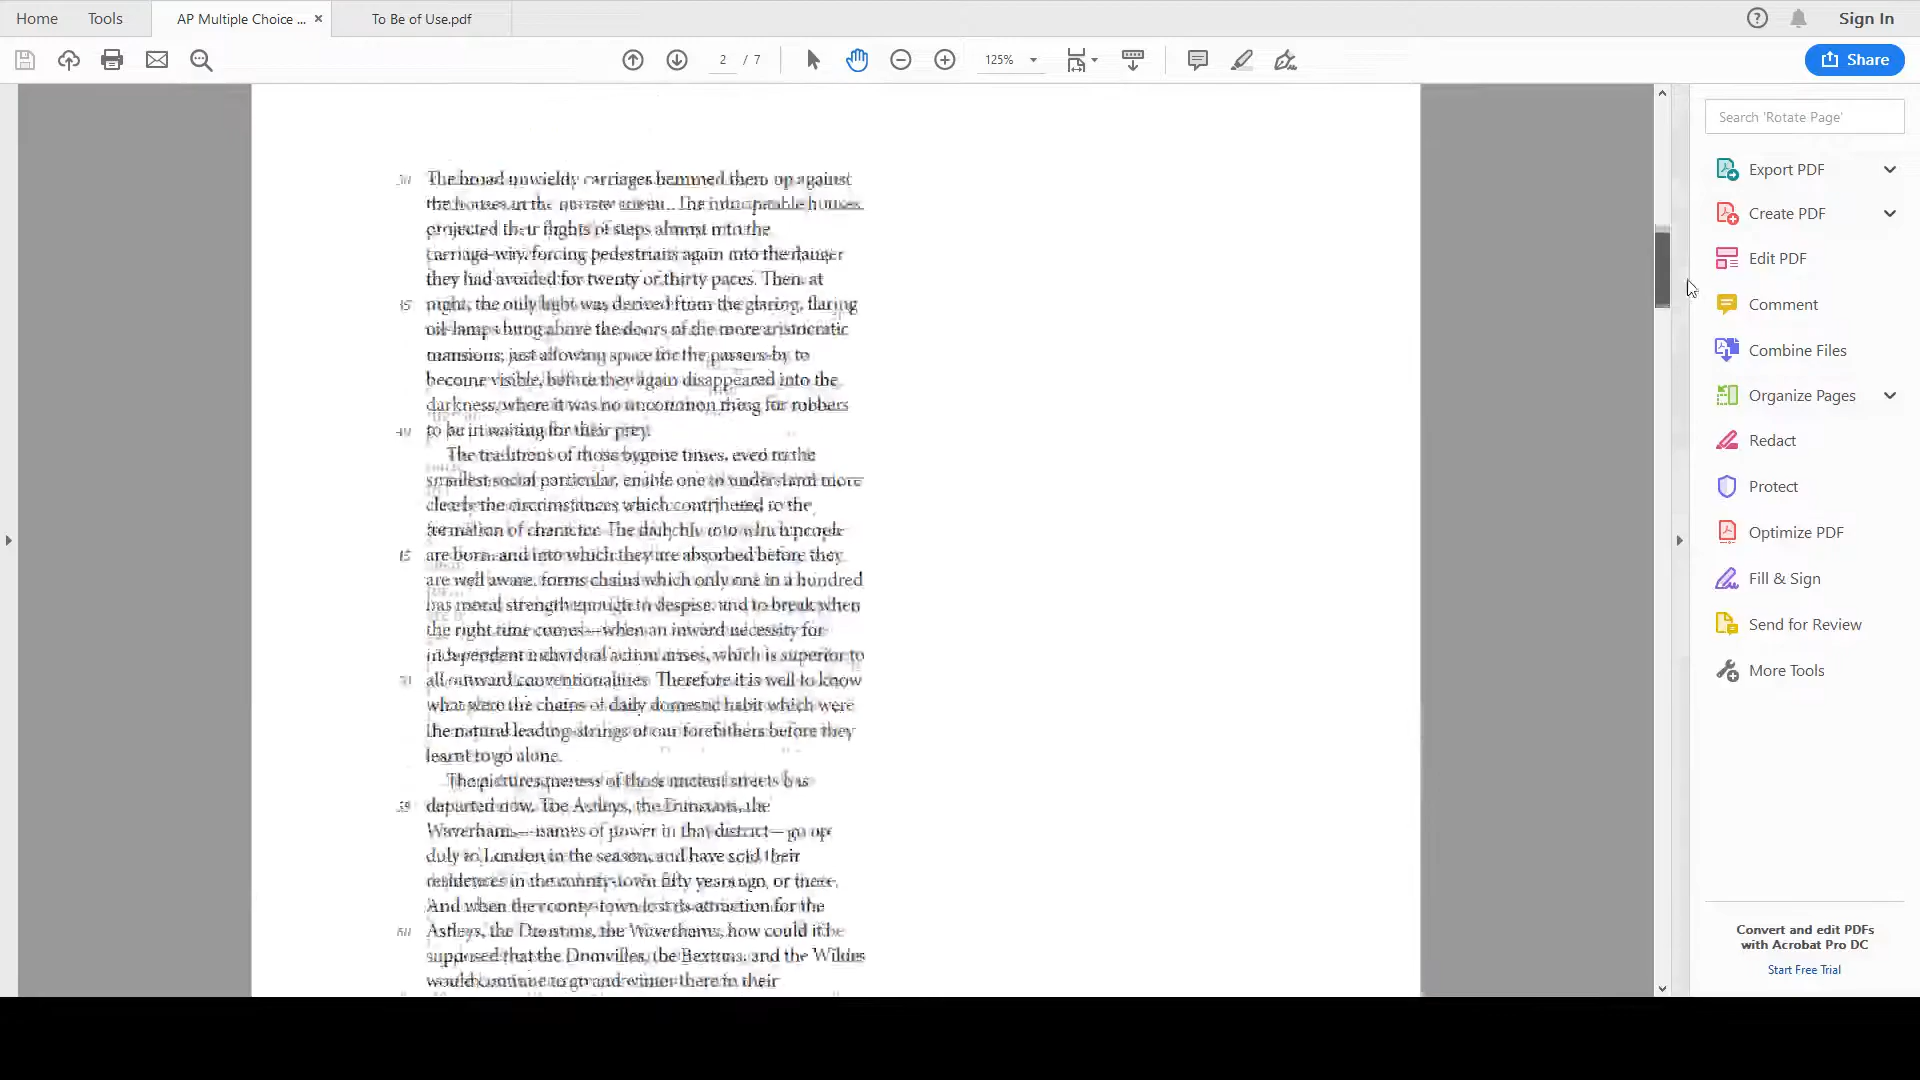 Home
Tools
AP Multiple Choice ...
To Be of Use.pdf
Sign In
2 / 7
125%
Share
Search 'Rotate Page'
Export PDF
Create PDF
Edit PDF
Comment
Combine Files
Organize Pages
Redact
Protect
Optimize PDF
Fill & Sign
Send for Review
More Tools
Convert and edit PDFs
with Acrobat Pro DC
Start Free Trial
The broad unwieldy carriages hemmed them up against
the houses in the narrow streets. The houses
projected their flights of steps almost into the
carriage-way, forcing pedestrians again into the danger
they had avoided for twenty or thirty paces. Then, at
night, the only light was derived from the glaring, flaring
oil-lamps hung above the doors of the more aristocratic
mansions; just allowing space for the passers-by to
become visible, before they again disappeared into the
darkness, where it was no uncommon thing for robbers
40 to be in waiting for their prey.
The traditions of those bygone times, even to the
smallest social particular, enable one to understand more
clearly the circumstances which contributed to the
formation of character. The daily life into which people
are born, and into which they are absorbed before they
are well aware, forms chains which only one in a hundred
has moral strength enough to despise, and to break when
the right time comes—when an inward necessity for
independent individual action arises, which is superior to
all outward conventionalities. Therefore it is well to know
what were the chains of daily domestic habit which were
the natural leading-strings of our forefathers before they
learnt to go alone.
The picturesqueness of those ancient streets has
departed now. The Astleys, the Dunstans, the
Waverhams—names of power in that district—go up
duly to London in the season, and have sold their
residences in the county-town fifty years ago, or there.
And when the county-town lost its attraction for the
Astleys, the Dunstans, the Waverhams, how could it be
supposed that the Domvilles, the Bextons, and the Wildes
would continue to go and winter there in their